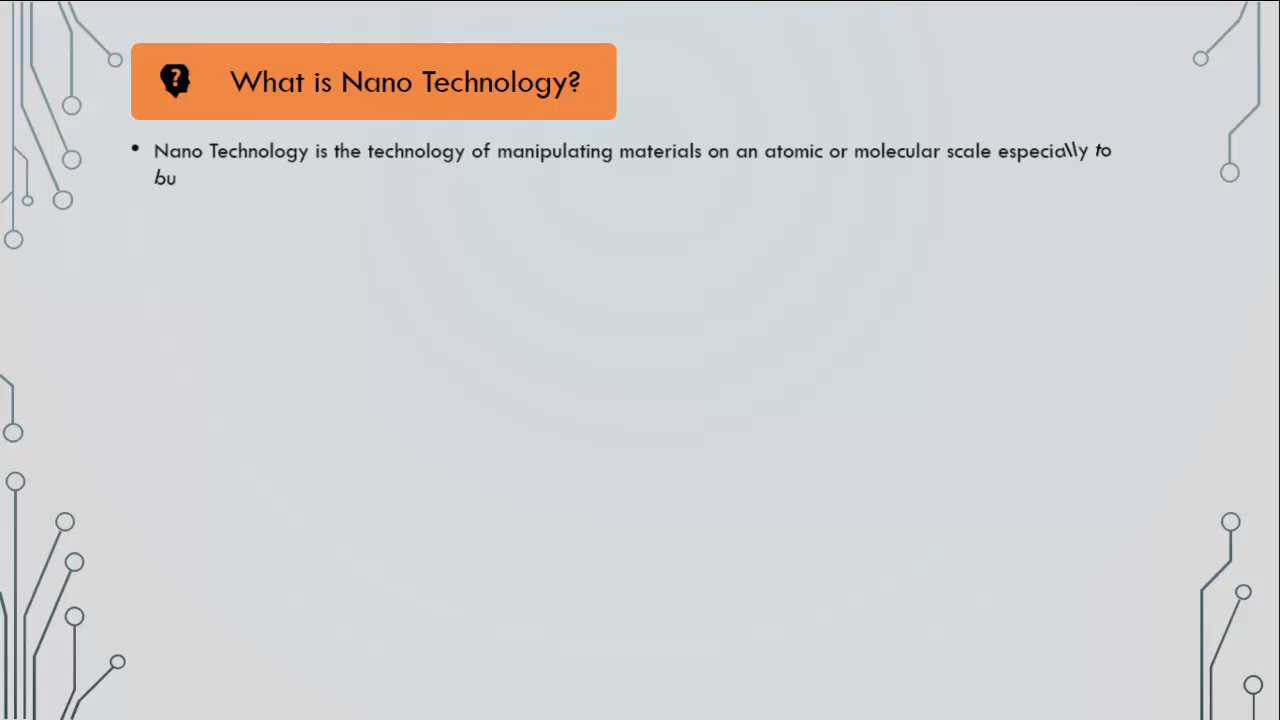 What is Nano Technology?
• Nano Technology is the technology of manipulating materials on an atomic or molecular scale especially to
bu